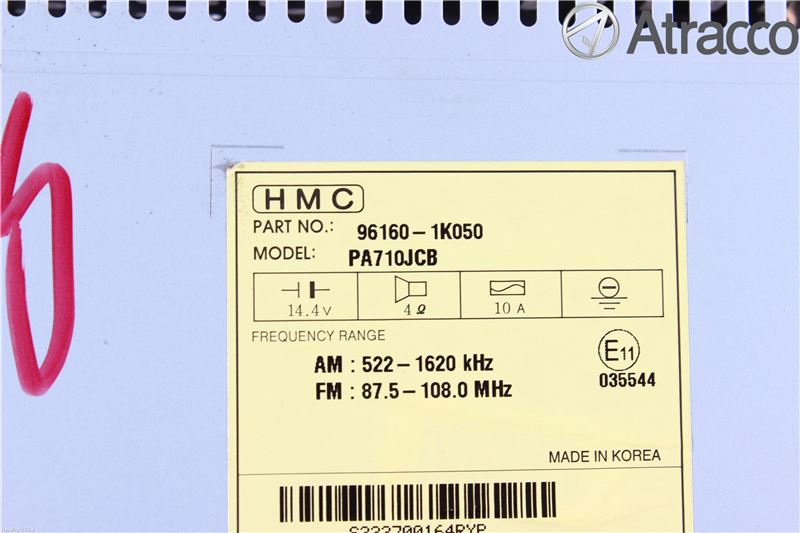 Atracco
HMC
PART NO.: 96160-1K050
MODEL: PA710JCB
14.4V 4Ω 10 A
FREQUENCY RANGE
AM : 522-1620 kHz
FM : 87.5-108.0 MHz
E11
035544
MADE IN KOREA
S333700164RYP